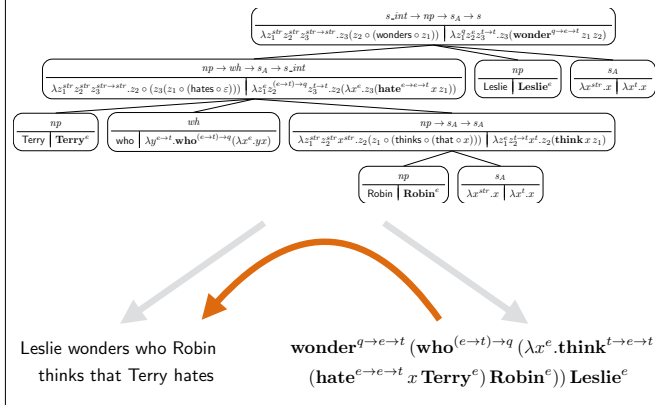 s_int → np → s_A → s
λz₁^str z₂^str z₃^{str→str}.z₃(z₂ ∘ (wonders ∘ z₁)) | λz₁^q z₂^e z₃^{t→t}.z₃(wonder^{q→e→t} z₁ z₂)
np → wh → s_A → s_int
λz₁^str z₂^str z₃^{str→str}.z₂ ∘ (z₃(z₁ ∘ (hates ∘ ε))) | λz₁^e z₂^{(e→t)→q} z₃^{t→t}.z₂(λx^e.z₃(hate^{e→e→t} x z₁))
np
Leslie | Leslie^e
s_A
λx^str.x | λx^t.x
np
Terry | Terry^e
wh
who | λy^{e→t}.who^{(e→t)→q}(λx^e.yx)
np → s_A → s_A
λz₁^str z₂^str x^str.z₂(z₁ ∘ (thinks ∘ (that ∘ x))) | λz₁^e z₂^{t→t} x^t.z₂(think x z₁)
np
Robin | Robin^e
s_A
λx^str.x | λx^t.x
Leslie wonders who Robin
thinks that Terry hates
wonder^{q→e→t} (who^{(e→t)→q} (λx^e.think^{t→e→t}
(hate^{e→e→t} x Terry^e) Robin^e)) Leslie^e